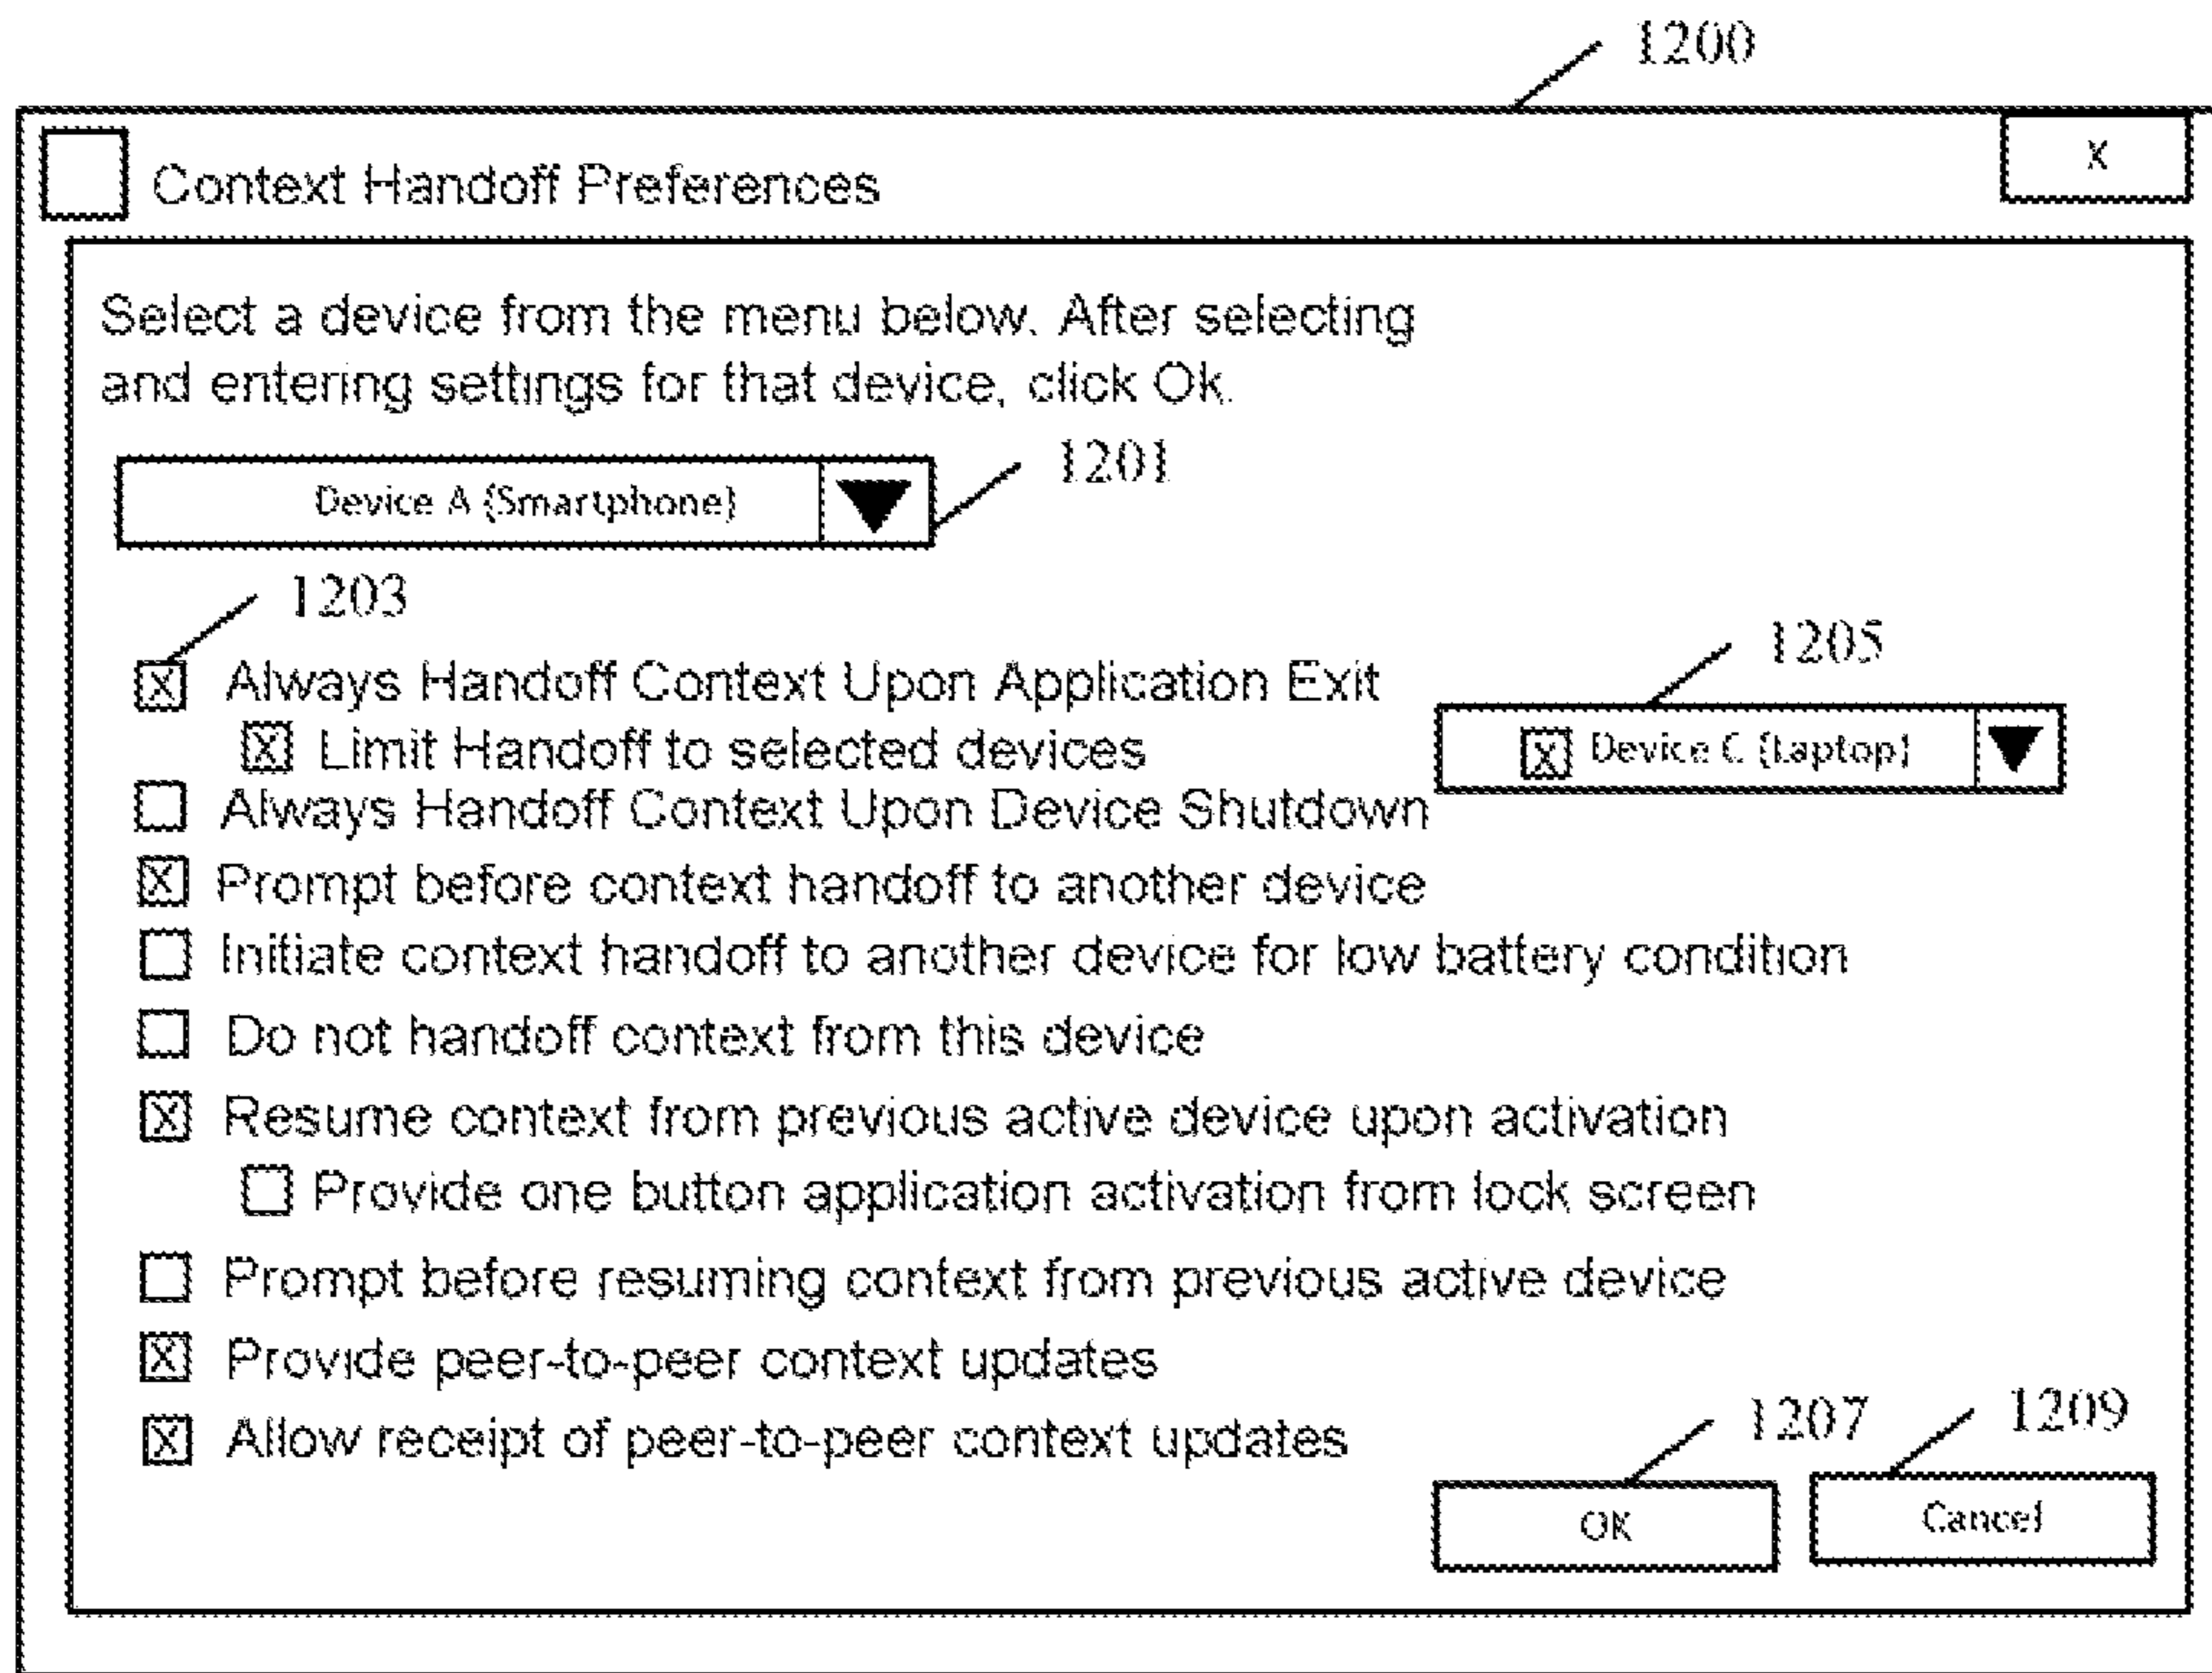 1200
Context Handoff Preferences
X
Select a device from the menu below. After selecting
and entering settings for that device, click Ok.
Device A (Smartphone)
1201
1203
1205
X Always Handoff Context Upon Application Exit
X Limit Handoff to selected devices
X Device C (Laptop)
Always Handoff Context Upon Device Shutdown
X Prompt before context handoff to another device
Initiate context handoff to another device for low battery condition
Do not handoff context from this device
X Resume context from previous active device upon activation
Provide one button application activation from lock screen
Prompt before resuming context from previous active device
X Provide peer-to-peer context updates
X Allow receipt of peer-to-peer context updates
1207
1209
OK
Cancel